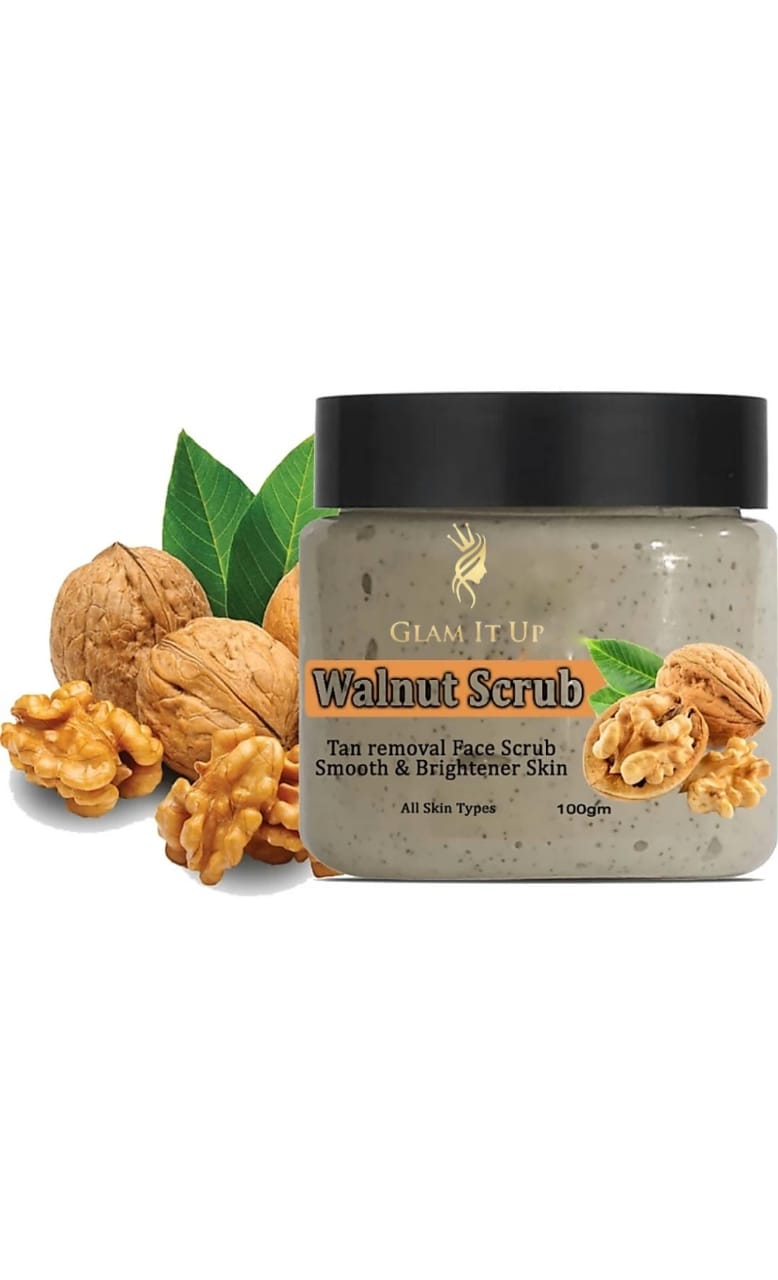 GLAM IT UP
Walnut Scrub
Tan removal Face Scrub
Smooth & Brightener Skin
All Skin Types 100gm